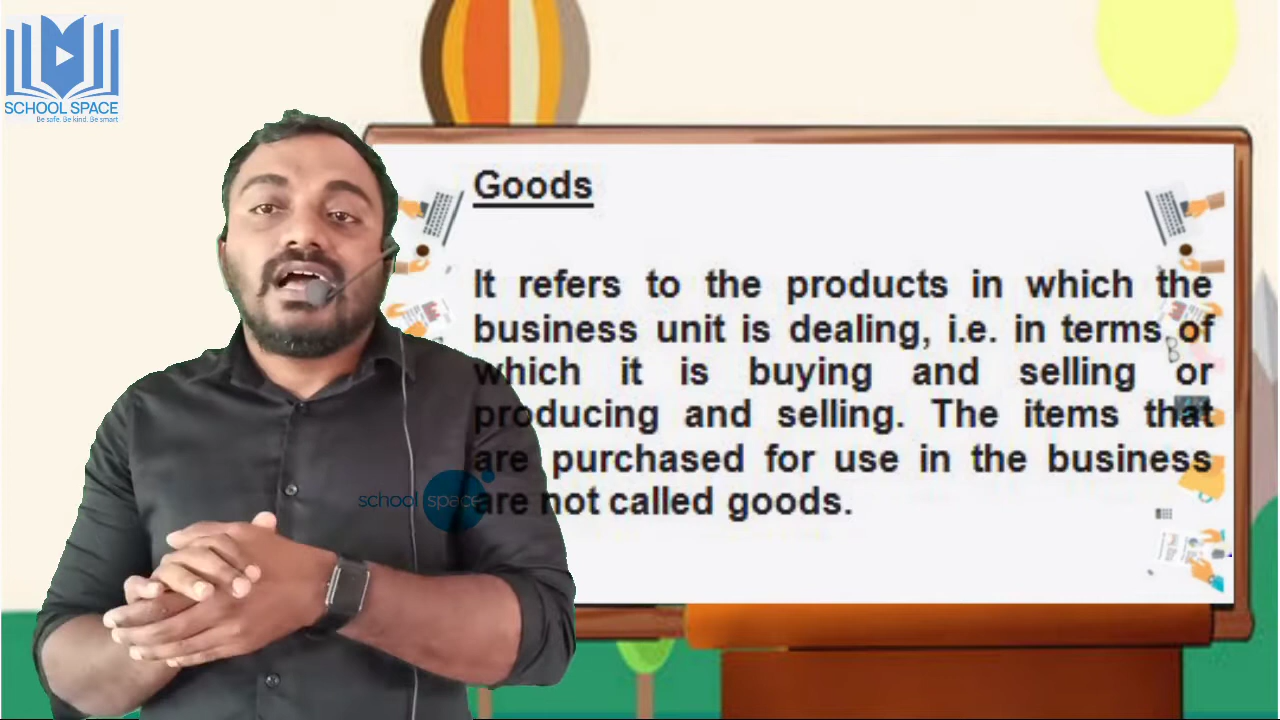 SCHOOL SPACE
Be safe. Be kind. Be smart
Goods
It refers to the products in which the
business unit is dealing, i.e. in terms of
which it is buying and selling or
producing and selling. The items that
are purchased for use in the business
are not called goods.
school space